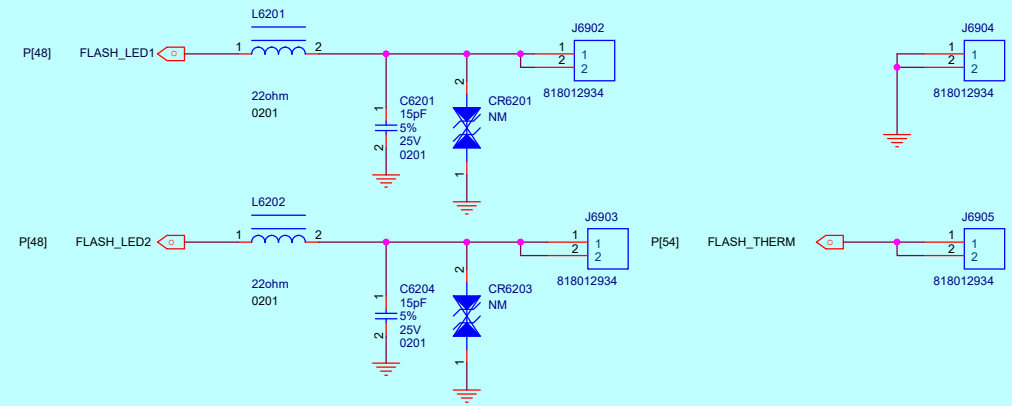 L6201
P[48] FLASH_LED1 1 2
22ohm
0201
1
2
C6201
15pF
5%
25V
0201
2
1
CR6201
NM
J6902
1 1
2 2
818012934
J6904
1 1
2 2
818012934
L6202
P[48] FLASH_LED2 1 2
22ohm
0201
1
2
C6204
15pF
5%
25V
0201
2
1
CR6203
NM
J6903
1 1
2 2
818012934
P[54] FLASH_THERM
J6905
1 1
2 2
818012934